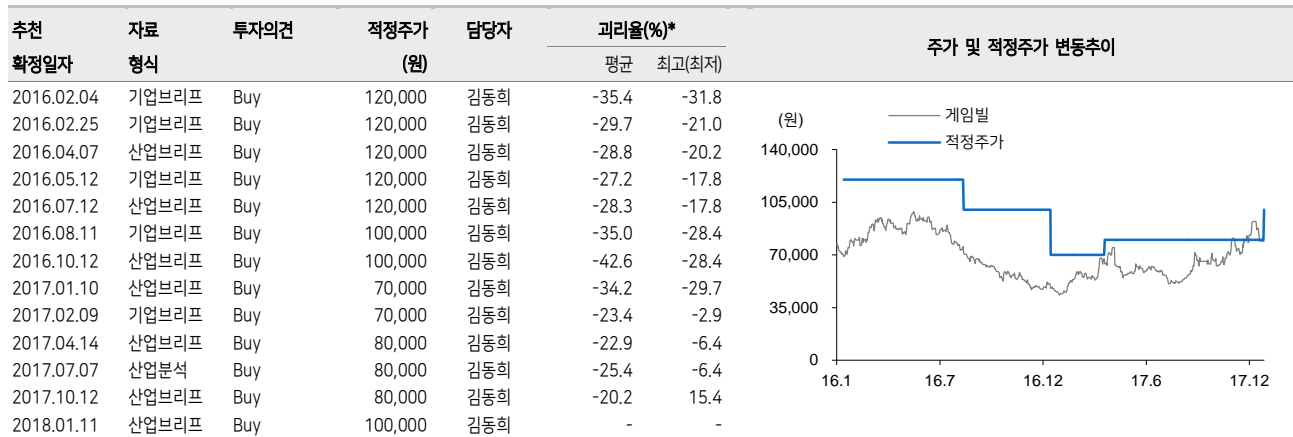 추천 자료 투자의견 적정주가 담당자 괴리율(%)* 주가 및 적정주가 변동추이
확정일자 형식 (원) 평균 최고(최저)
2016.02.04 기업브리프 Buy 120,000 김동희 -35.4 -31.8
2016.02.25 기업브리프 Buy 120,000 김동희 -29.7 -21.0
2016.04.07 산업브리프 Buy 120,000 김동희 -28.8 -20.2
2016.05.12 기업브리프 Buy 120,000 김동희 -27.2 -17.8
2016.07.12 산업브리프 Buy 120,000 김동희 -28.3 -17.8
2016.08.11 기업브리프 Buy 100,000 김동희 -35.0 -28.4
2016.10.12 산업브리프 Buy 100,000 김동희 -42.6 -28.4
2017.01.10 산업브리프 Buy 70,000 김동희 -34.2 -29.7
2017.02.09 기업브리프 Buy 70,000 김동희 -23.4 -2.9
2017.04.14 산업브리프 Buy 80,000 김동희 -22.9 -6.4
2017.07.07 산업분석 Buy 80,000 김동희 -25.4 -6.4
2017.10.12 산업브리프 Buy 80,000 김동희 -20.2 15.4
2018.01.11 산업브리프 Buy 100,000 김동희 - -
(원)
게임빌
적정주가
140,000
105,000
70,000
35,000
0
16.1 16.7 16.12 17.6 17.12